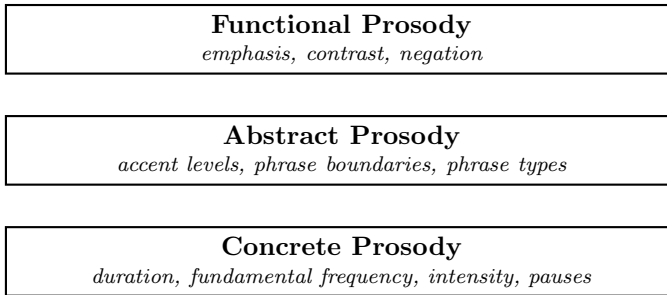 Functional Prosody
emphasis, contrast, negation
Abstract Prosody
accent levels, phrase boundaries, phrase types
Concrete Prosody
duration, fundamental frequency, intensity, pauses